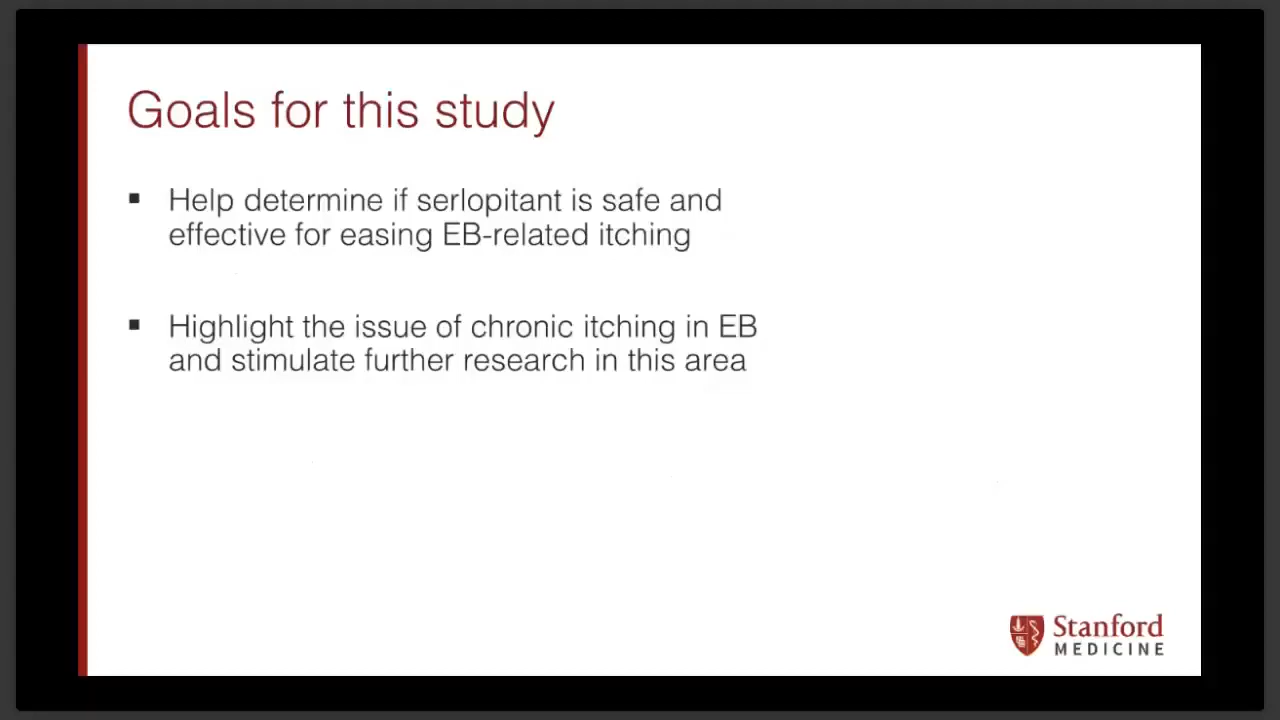 Goals for this study
▪ Help determine if serlopitant is safe and
effective for easing EB-related itching
▪ Highlight the issue of chronic itching in EB
and stimulate further research in this area
Stanford
MEDICINE